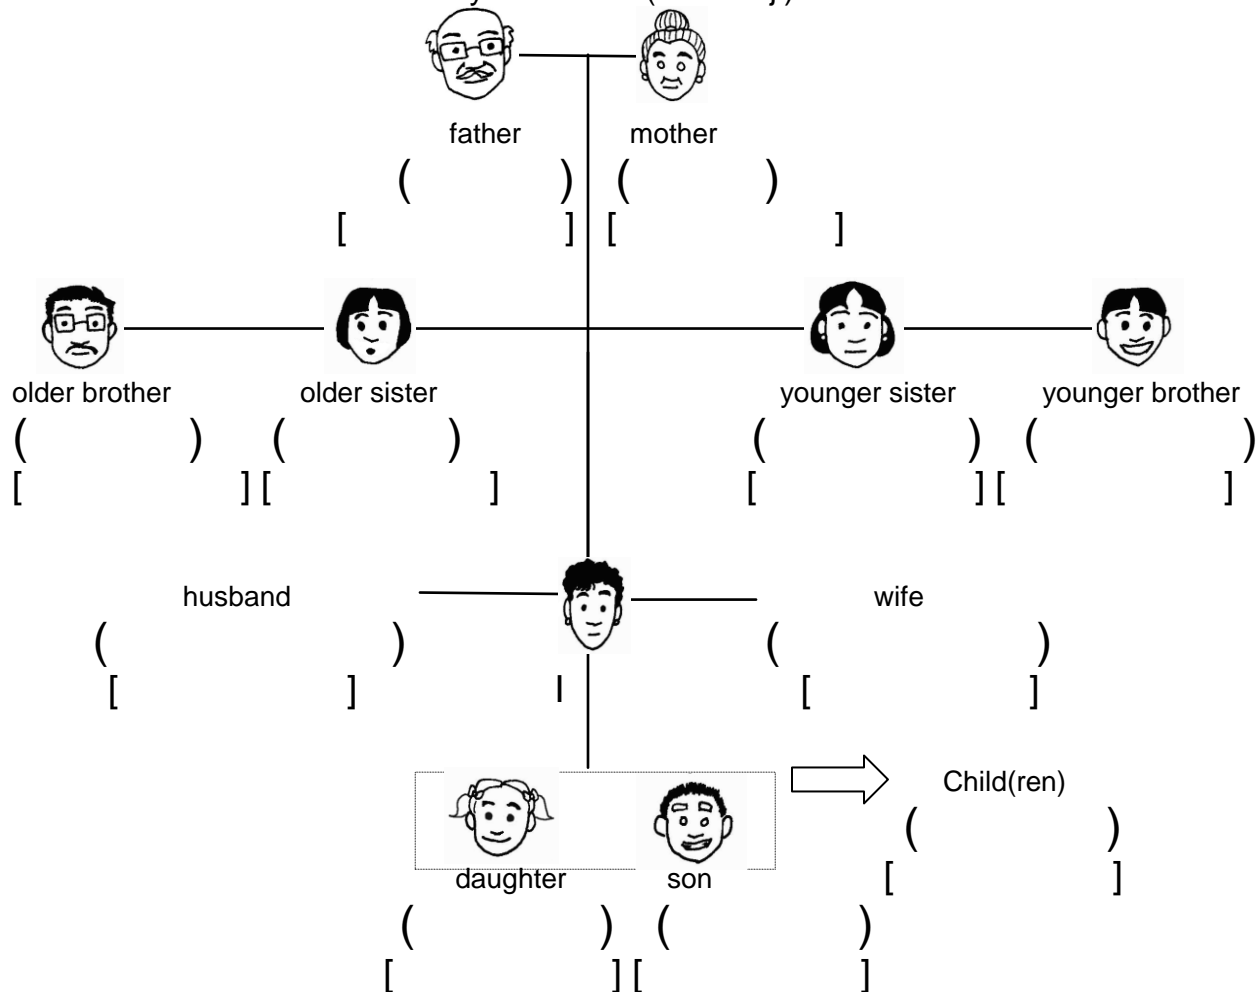 father mother
( ) ( )
[ ] [ ]
older brother older sister younger sister younger brother
( ) ( ) ( ) ( )
[ ] [ ] [ ] [ ]
husband wife
( ) ( )
[ ] I [ ]
Child(ren)
( )
daughter son
[ ]
( ) ( )
[ ] [ ]